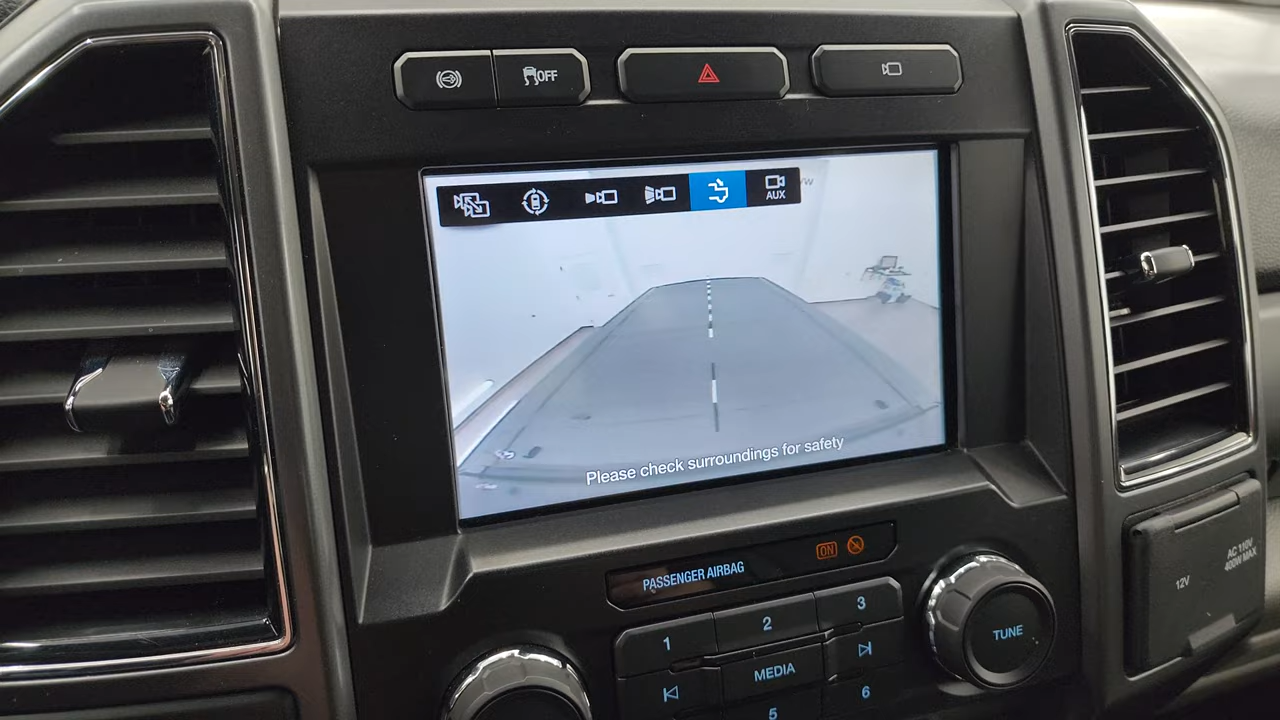 OFF
AUX
Please check surroundings for safety
PASSENGER AIRBAG
ON
1
2
3
MEDIA
5
6
TUNE
12V
AC 110V
400W MAX